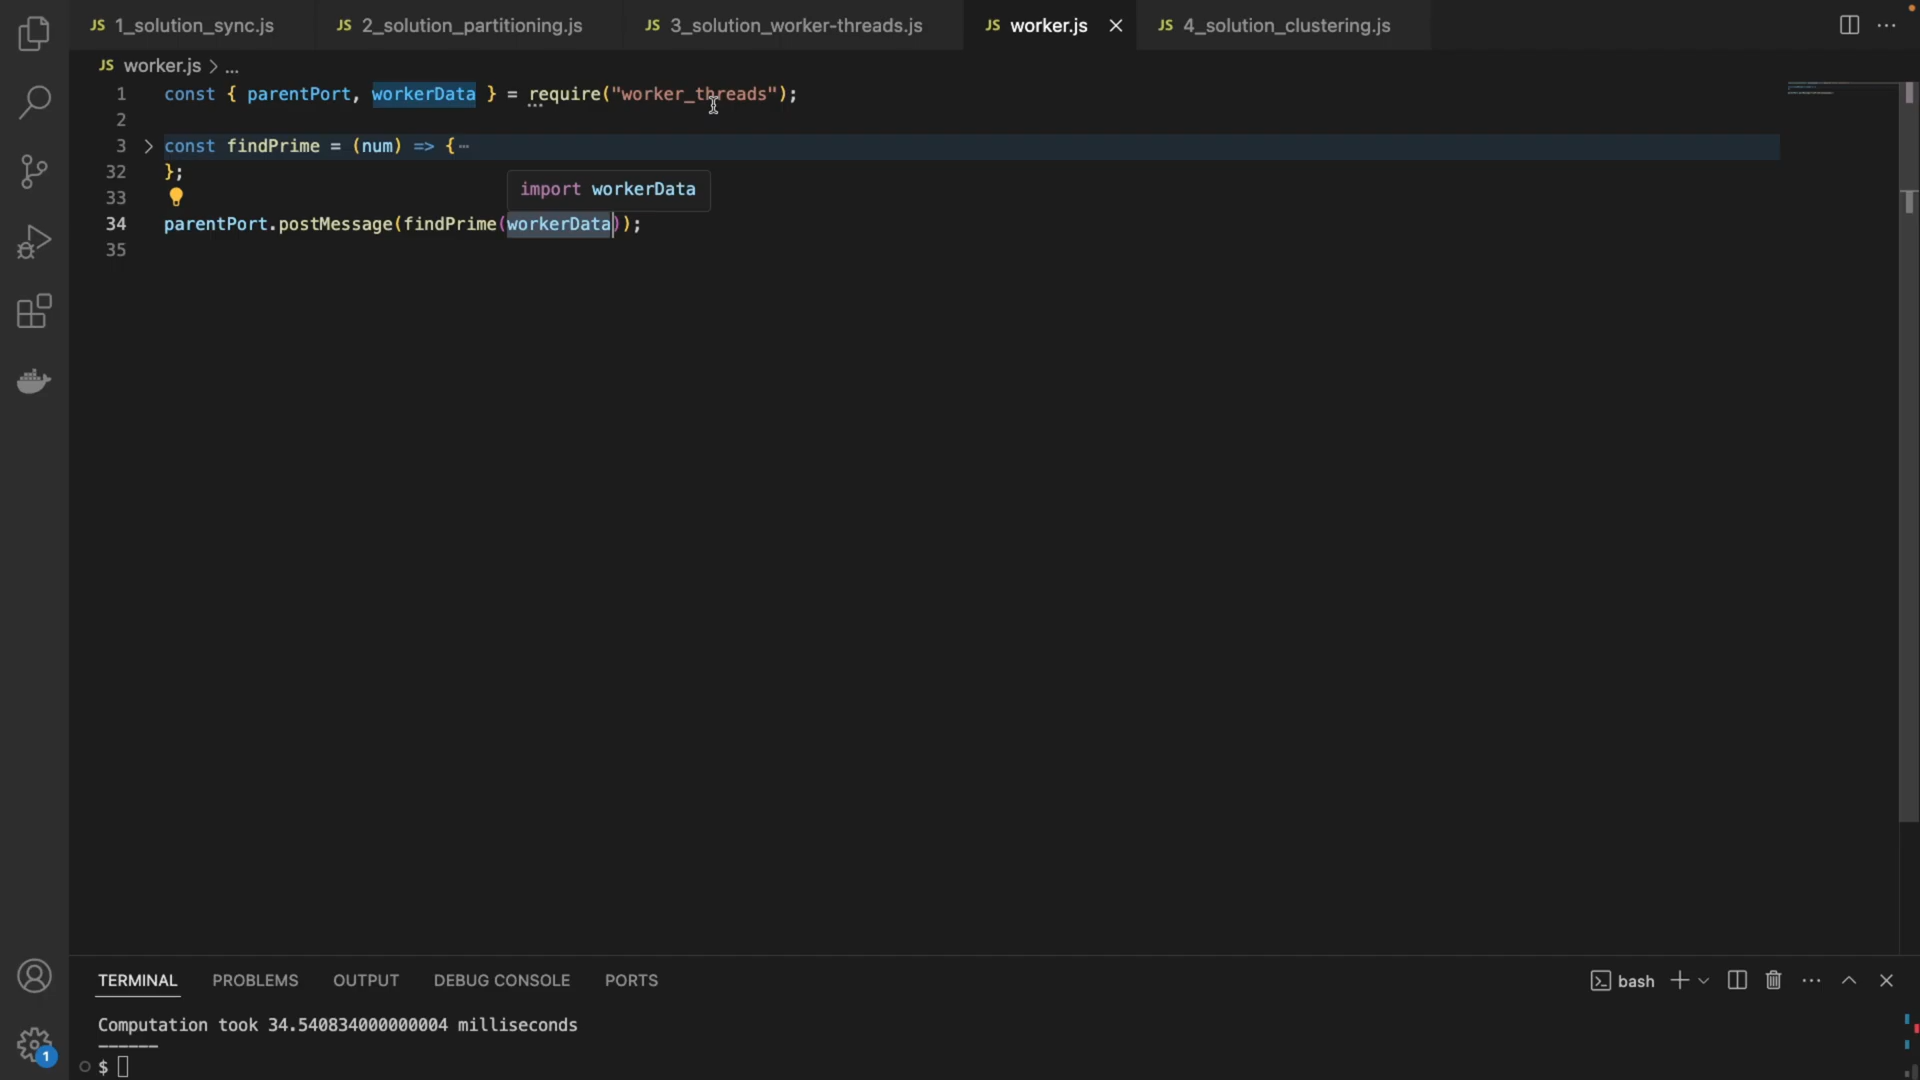 JS 1_solution_sync.js JS 2_solution_partitioning.js JS 3_solution_worker-threads.js JS worker.js JS 4_solution_clustering.js
JS worker.js > ...
1 const { parentPort, workerData } = require("worker_threads");
2
3 const findPrime = (num) => {⋯
32 };
import workerData
33
34 parentPort.postMessage(findPrime(workerData));
35
TERMINAL PROBLEMS OUTPUT DEBUG CONSOLE PORTS bash
Computation took 34.540834000000004 milliseconds
------
$
1